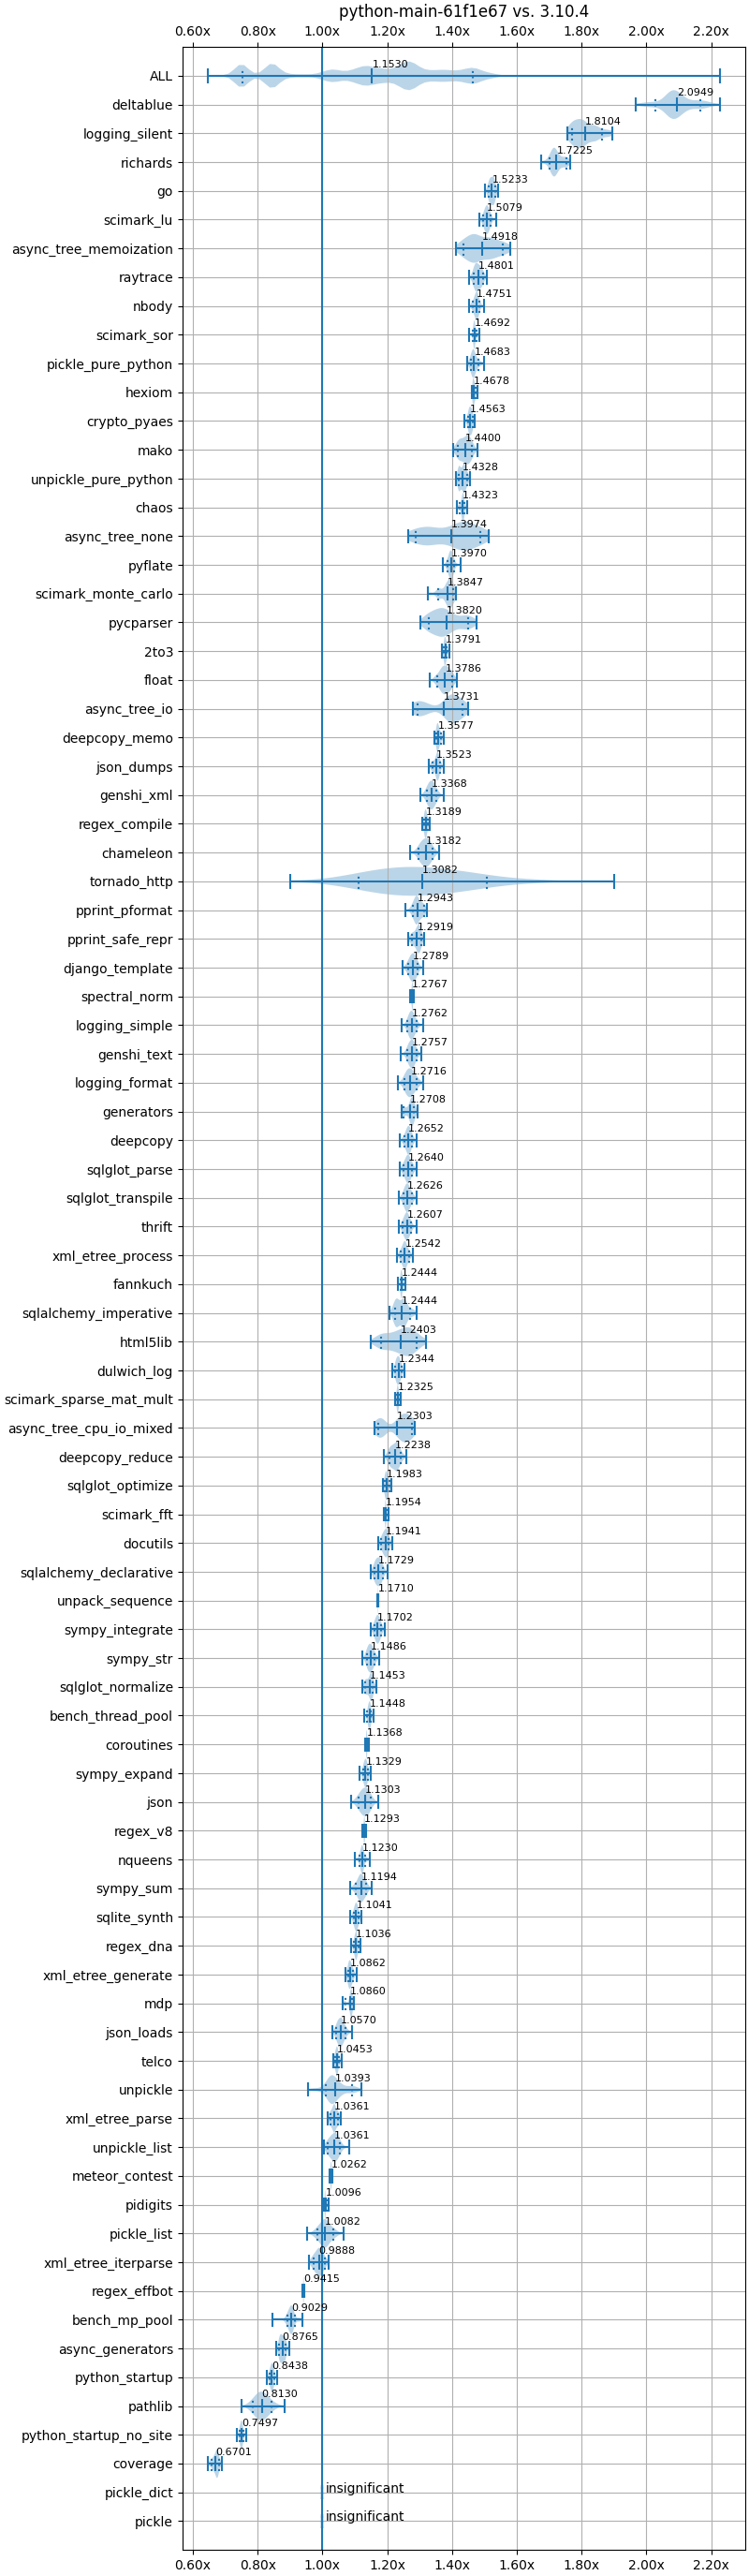 python-main-61f1e67 vs. 3.10.4
0.60x 0.80x 1.00x 1.20x 1.40x 1.60x 1.80x 2.00x 2.20x
ALL 1.1530
deltablue 2.0949
logging_silent 1.8104
richards 1.7225
go 1.5233
scimark_lu 1.5079
async_tree_memoization 1.4918
raytrace 1.4801
nbody 1.4751
scimark_sor 1.4692
pickle_pure_python 1.4683
hexiom 1.4678
crypto_pyaes 1.4563
mako 1.4400
unpickle_pure_python 1.4328
chaos 1.4323
async_tree_none 1.3974
pyflate 1.3970
scimark_monte_carlo 1.3847
pycparser 1.3820
2to3 1.3791
float 1.3786
async_tree_io 1.3731
deepcopy_memo 1.3577
json_dumps 1.3523
genshi_xml 1.3368
regex_compile 1.3189
chameleon 1.3182
tornado_http 1.3082
pprint_pformat 1.2943
pprint_safe_repr 1.2919
django_template 1.2789
spectral_norm 1.2767
logging_simple 1.2762
genshi_text 1.2757
logging_format 1.2716
generators 1.2708
deepcopy 1.2652
sqlglot_parse 1.2640
sqlglot_transpile 1.2626
thrift 1.2607
xml_etree_process 1.2542
fannkuch 1.2444
sqlalchemy_imperative 1.2444
html5lib 1.2403
dulwich_log 1.2344
scimark_sparse_mat_mult 1.2325
async_tree_cpu_io_mixed 1.2303
deepcopy_reduce 1.2238
sqlglot_optimize 1.1983
scimark_fft 1.1954
docutils 1.1941
sqlalchemy_declarative 1.1729
unpack_sequence 1.1710
sympy_integrate 1.1702
sympy_str 1.1486
sqlglot_normalize 1.1453
bench_thread_pool 1.1448
coroutines 1.1368
sympy_expand 1.1329
json 1.1303
regex_v8 1.1293
nqueens 1.1230
sympy_sum 1.1194
sqlite_synth 1.1041
regex_dna 1.1036
xml_etree_generate 1.0862
mdp 1.0860
json_loads 1.0570
telco 1.0453
unpickle 1.0393
xml_etree_parse 1.0361
unpickle_list 1.0361
meteor_contest 1.0262
pidigits 1.0096
pickle_list 1.0082
xml_etree_iterparse 0.9888
regex_effbot 0.9415
bench_mp_pool 0.9029
async_generators 0.8765
python_startup 0.8438
pathlib 0.8130
python_startup_no_site 0.7497
coverage 0.6701
pickle_dict insignificant
pickle insignificant
0.60x 0.80x 1.00x 1.20x 1.40x 1.60x 1.80x 2.00x 2.20x